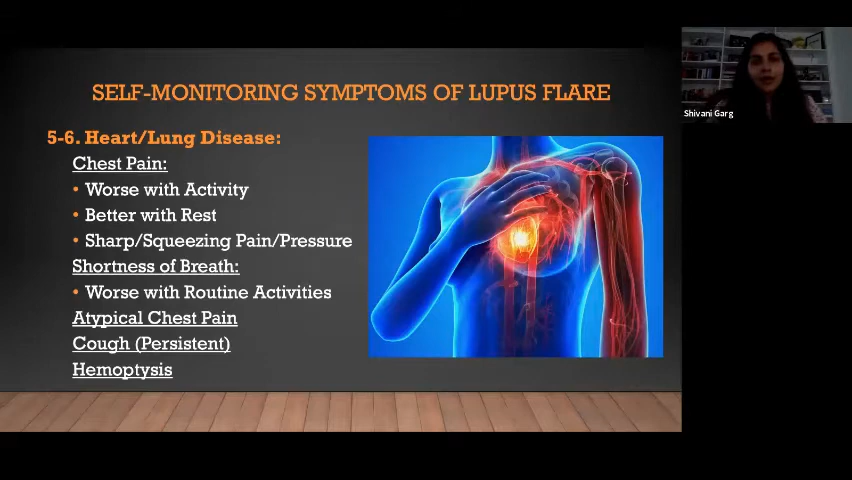 SELF-MONITORING SYMPTOMS OF LUPUS FLARE
5-6. Heart/Lung Disease:
Chest Pain:
• Worse with Activity
• Better with Rest
• Sharp/Squeezing Pain/Pressure
Shortness of Breath:
• Worse with Routine Activities
Atypical Chest Pain
Cough (Persistent)
Hemoptysis
Shivani Garg